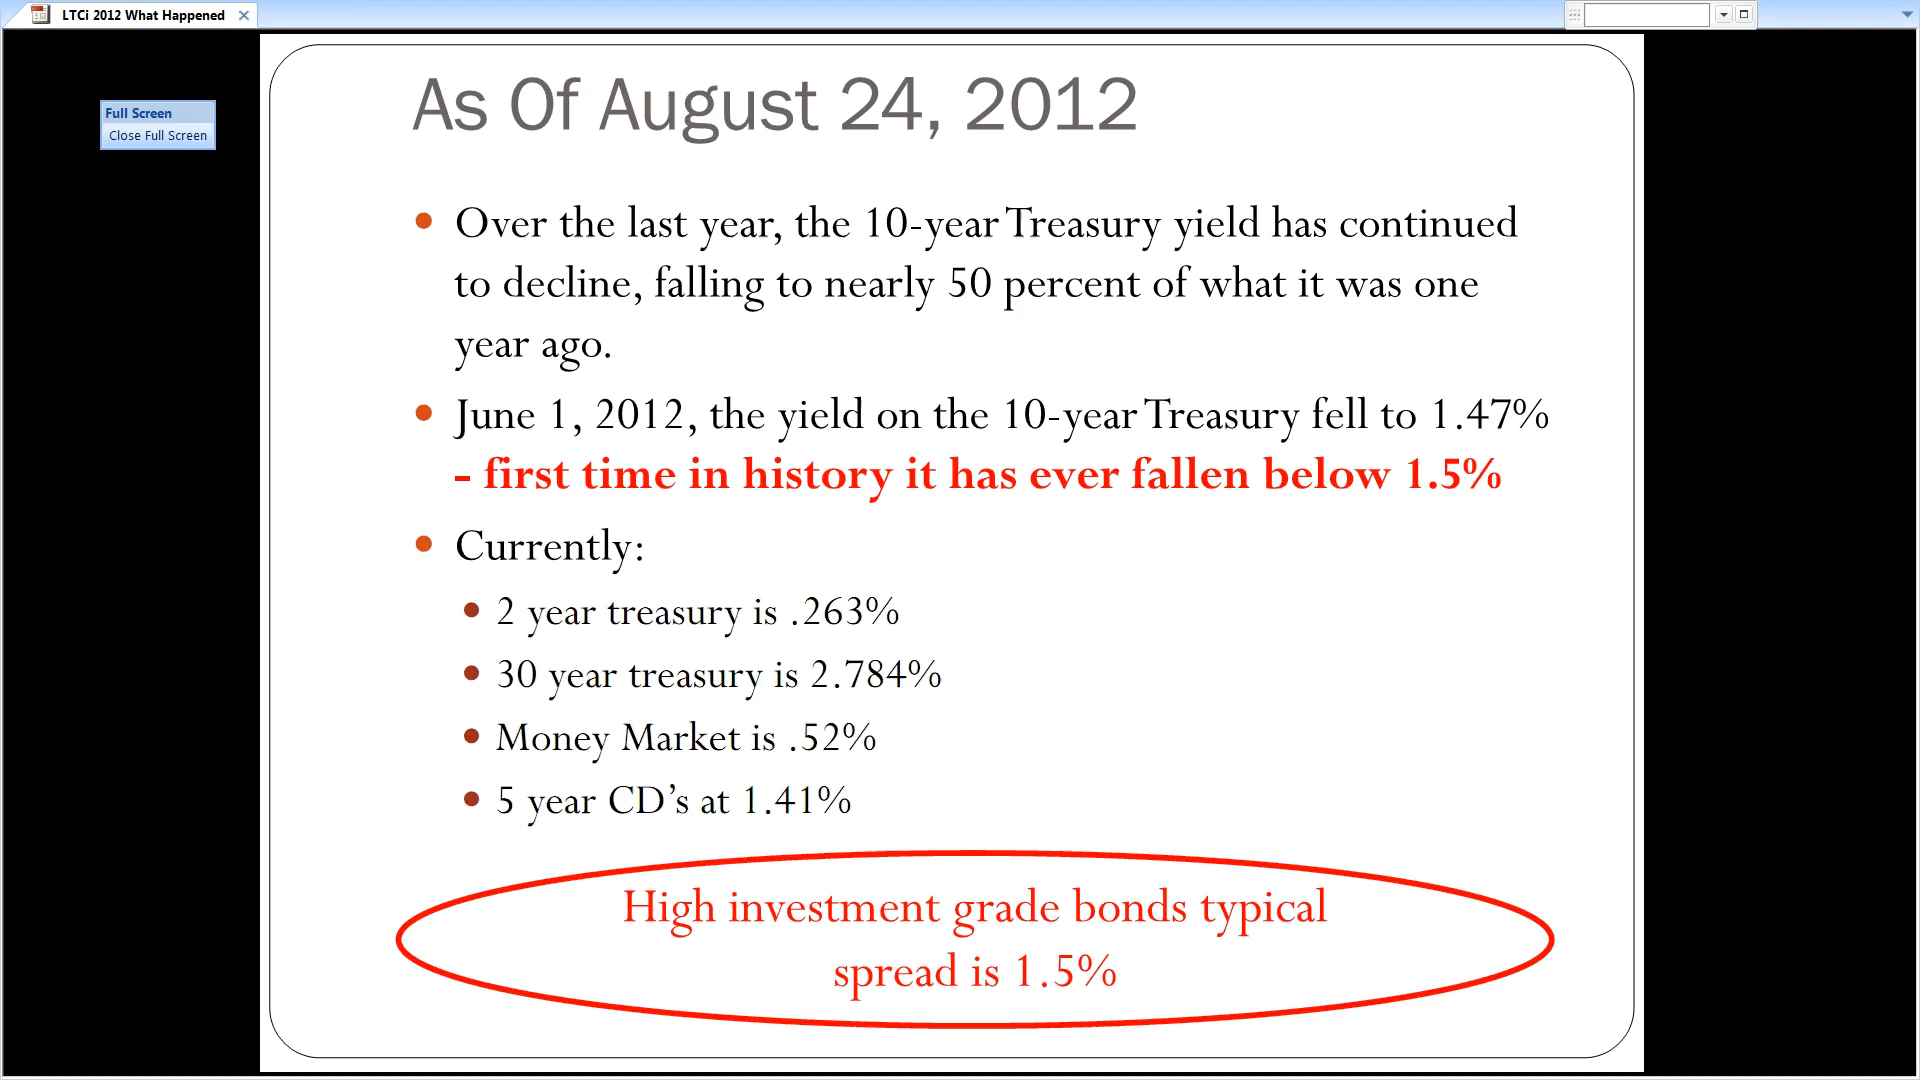 LTCi 2012 What Happened
Full Screen
Close Full Screen
As Of August 24, 2012
Over the last year, the 10-year Treasury yield has continued
to decline, falling to nearly 50 percent of what it was one
year ago.
June 1, 2012, the yield on the 10-year Treasury fell to 1.47%
- first time in history it has ever fallen below 1.5%
Currently:
2 year treasury is .263%
30 year treasury is 2.784%
Money Market is .52%
5 year CD’s at 1.41%
High investment grade bonds typical
spread is 1.5%